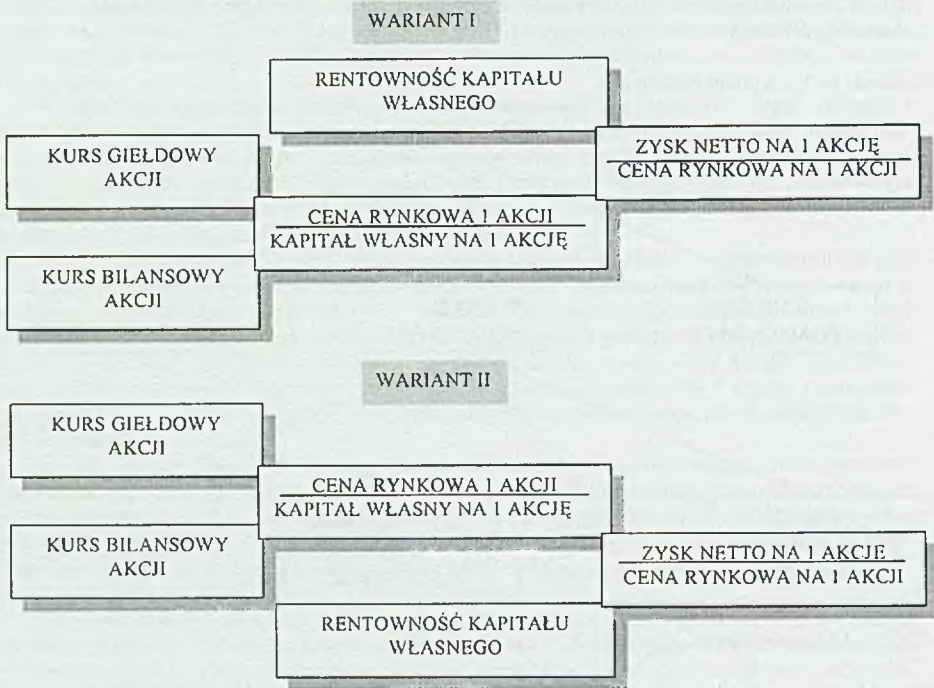 WARIANT I
RENTOWNOŚĆ KAPITAŁU
WŁASNEGO
KURS GIEŁDOWY
AKCJI
ZYSK NETTO NA 1 AKCJĘ
CENA RYNKOWA NA 1 AKCJI
CENA RYNKOWA 1 AKCJI
KAPITAŁ WŁASNY NA 1 AKCJĘ
KURS BILANSOWY
AKCJI
WARIANT II
KURS GIEŁDOWY
AKCJI
CENA RYNKOWA 1 AKCJI
KAPITAŁ WŁASNY NA 1 AKCJĘ
KURS BILANSOWY
AKCJI
ZYSK NETTO NA 1 AKCJE
CENA RYNKOWA NA 1 AKCJI
RENTOWNOŚĆ KAPITAŁU
WŁASNEGO